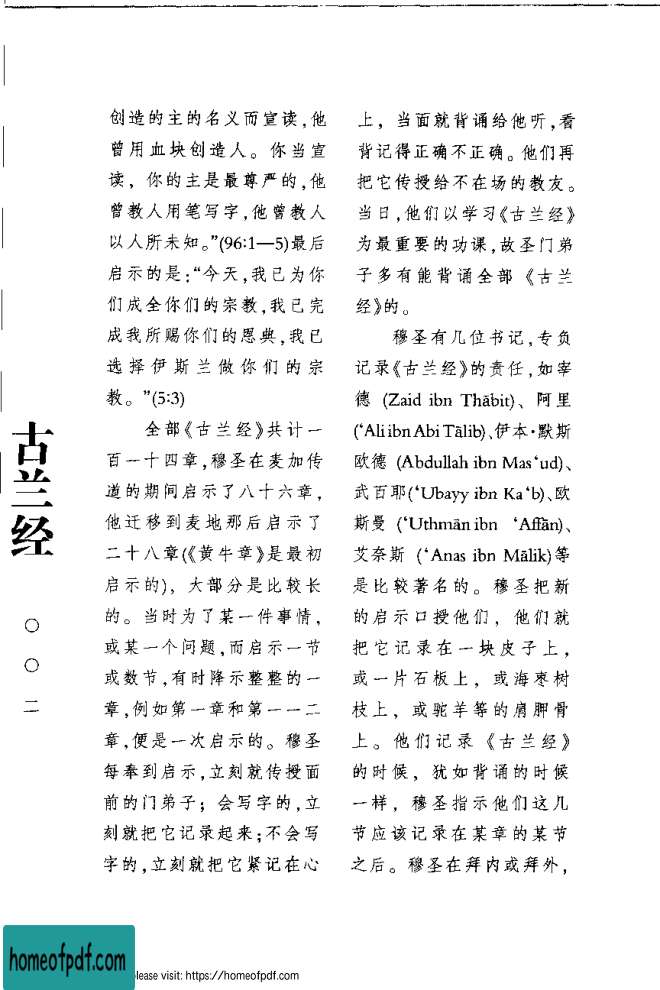 创造的主的名义而宣读,他
曾用血块创造人。你当宣
读，你的主是最尊严的,他
曾教人用笔写字,他曾教人
以人所未知。”(96:1—5)最后
启示的是:“今天,我已为你
们成全你们的宗教,我已完
成我所赐你们的恩典,我已
选择伊斯兰做你们的宗
教。”(5:3)
全部《古兰经》共计一
百一十四章,穆圣在麦加传
道的期间启示了八十六章,
他迁移到麦地那后启示了
二十八章(《黄牛章》是最初
启示的)，大部分是比较长
的。当时为了某一件事情,
或某一个问题,而启示一节
或数节,有时降示整整的一
章,例如第一章和第一一二
章,便是一次启示的。穆圣
每奉到启示,立刻就传授面
前的门弟子；会写字的,立
刻就把它记录起来;不会写
字的,立刻就把它紧记在心
上，当面就背诵给他听,看
背记得正确不正确。他们再
把它传授给不在场的教友。
当日,他们以学习《古兰经》
为最重要的功课,故圣门弟
子多有能背诵全部《古兰
经》的。
穆圣有几位书记,专负
记录《古兰经》的责任,如宰
德 (Zaid ibn Thābit)、阿里
(‘Ali ibn Abi Tālib)、伊本·默斯
欧德 (Abdullah ibn Mas‘ud)、
武百耶(‘Ubayy ibn Ka‘b)、欧
斯曼 (‘Uthmān ibn ‘Affān)、
艾奈斯 (‘Anas ibn Mālik)等
是比较著名的。穆圣把新
的启示口授他们，他们就
把它记录在一块皮子上，
或一片石板上，或海枣树
枝上，或驼羊等的肩胛骨
上。他们记录《古兰经》
的时候，犹如背诵的时候
一样，穆圣指示他们这几
节应该记录在某章的某节
之后。穆圣在拜内或拜外，
古兰经
〇〇二
homeofpdf.com
lease visit: https://homeofpdf.com